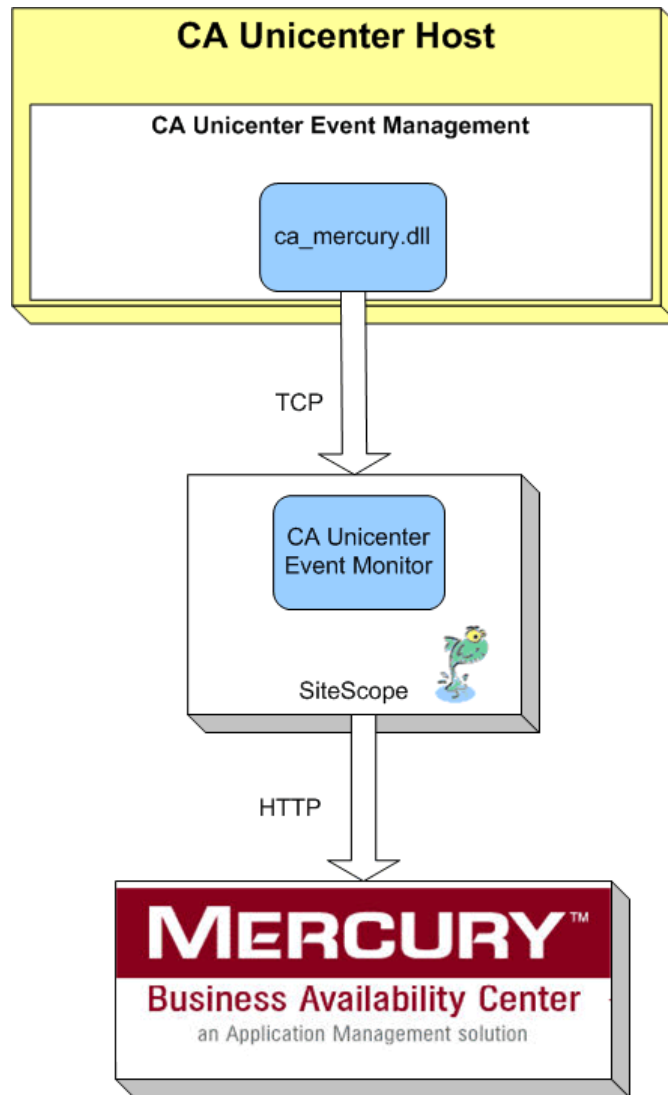 CA Unicenter Host
CA Unicenter Event Management
ca_mercury.dll
TCP
CA Unicenter
Event Monitor
SiteScope
HTTP
MERCURY™
Business Availability Center
an Application Management solution